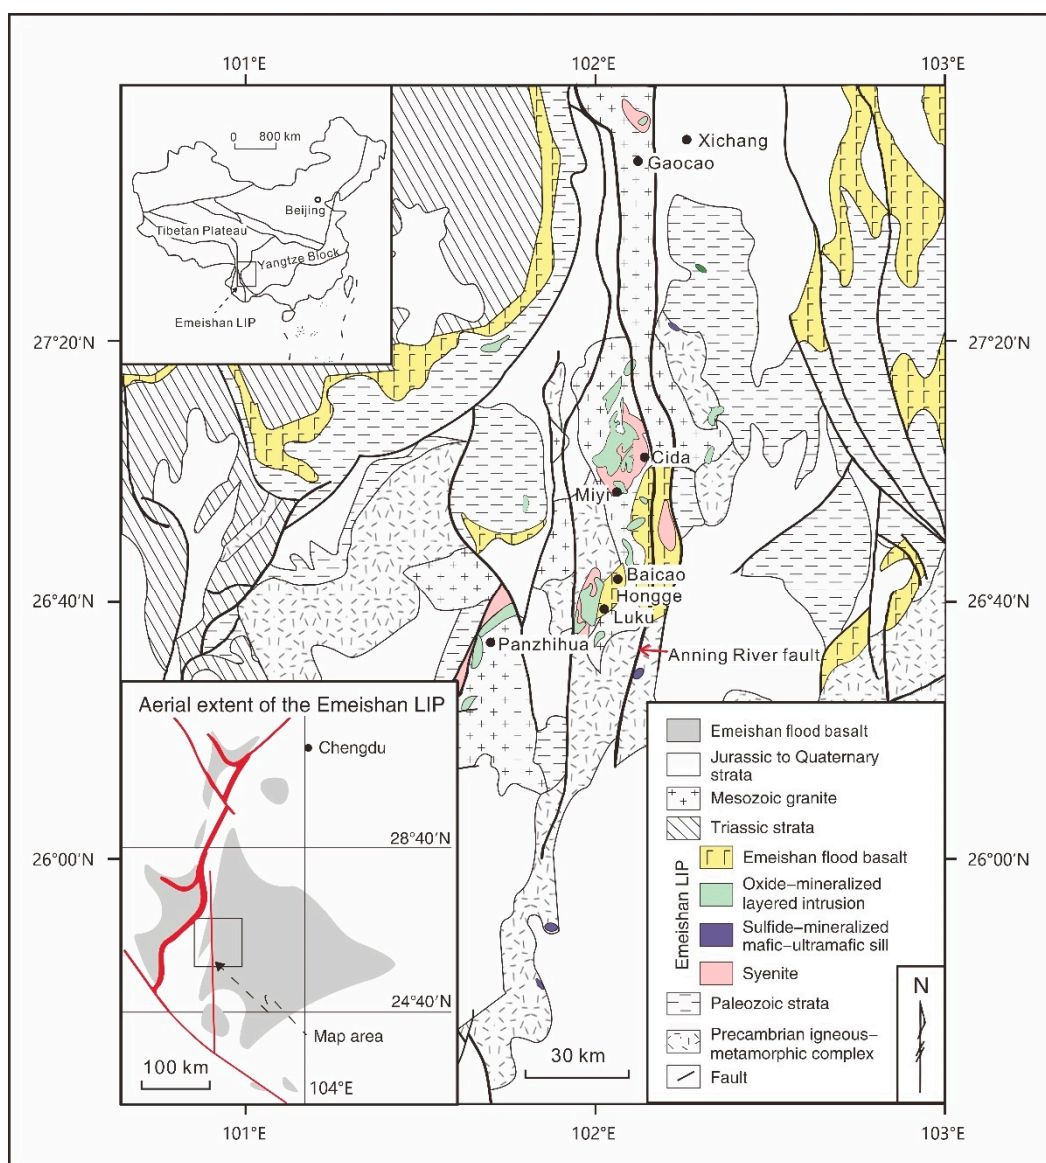 101°E
102°E
103°E
0 800 km
Beijing
Tibetan Plateau
Yangtze Block
Emeishan LIP
Xichang
Gaocao
27°20′N
27°20′N
Cida
Miyi
Baicao
Hongge
Luku
26°40′N
26°40′N
Panzhihua
Anning River fault
Aerial extent of the Emeishan LIP
Chengdu
28°40′N
24°40′N
Map area
100 km
104°E
26°00′N
26°00′N
30 km
Emeishan flood basalt
Jurassic to Quaternary
strata
Mesozoic granite
Triassic strata
Emeishan LIP
Emeishan flood basalt
Oxide–mineralized
layered intrusion
Sulfide–mineralized
mafic–ultramafic sill
Syenite
Paleozoic strata
Precambrian igneous–
metamorphic complex
Fault
N
101°E
102°E
103°E